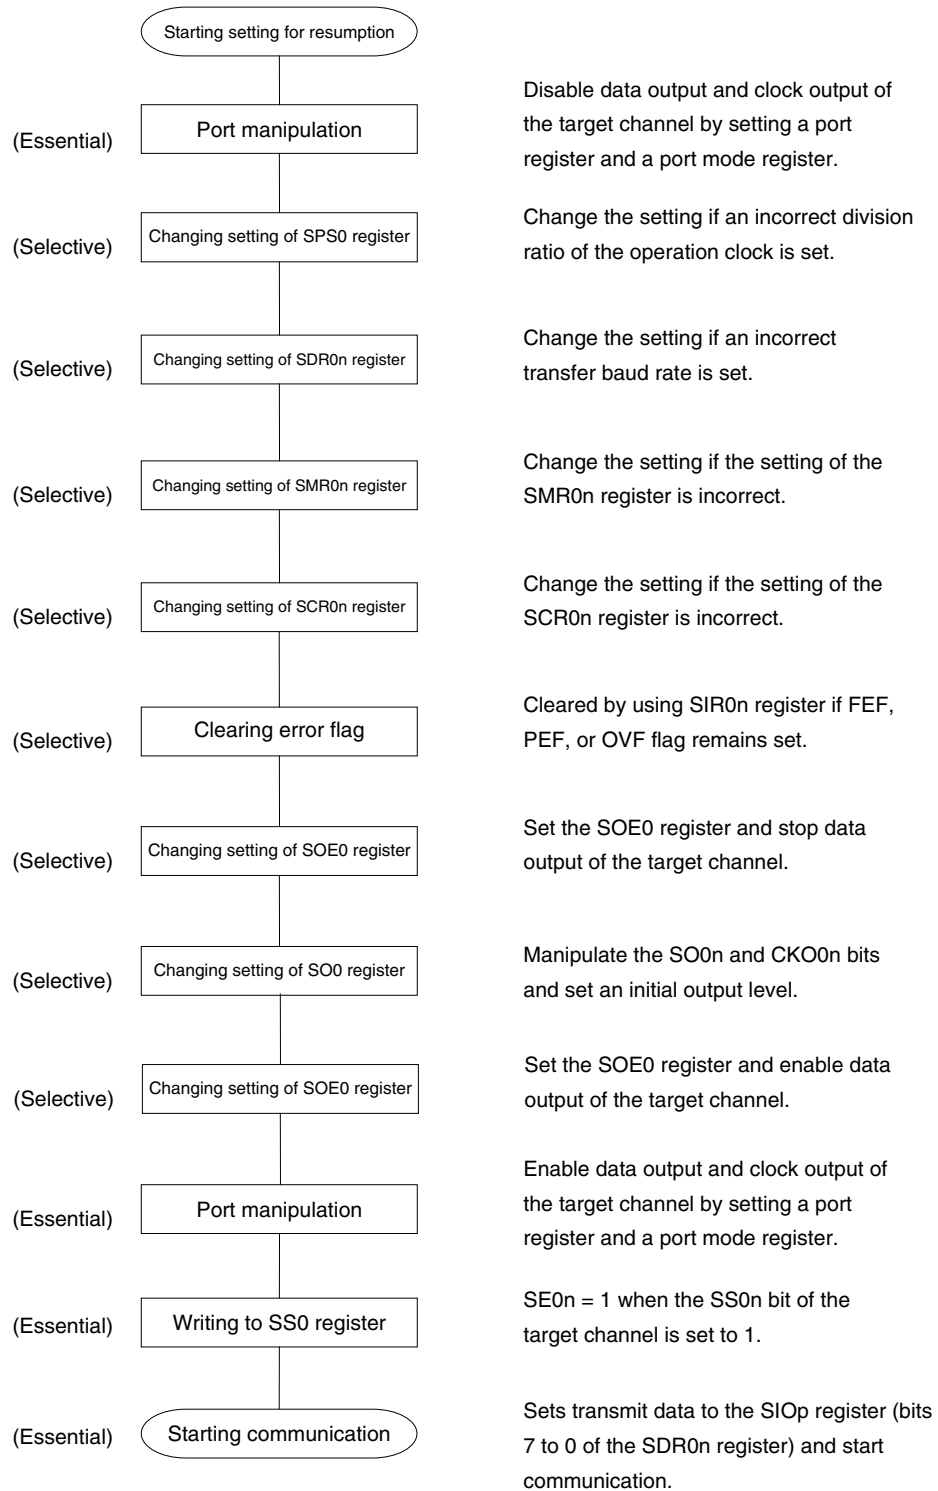 Starting setting for resumption
(Essential)
Port manipulation
Disable data output and clock output of
the target channel by setting a port
register and a port mode register.
(Selective)
Changing setting of SPS0 register
Change the setting if an incorrect division
ratio of the operation clock is set.
(Selective)
Changing setting of SDR0n register
Change the setting if an incorrect
transfer baud rate is set.
(Selective)
Changing setting of SMR0n register
Change the setting if the setting of the
SMR0n register is incorrect.
(Selective)
Changing setting of SCR0n register
Change the setting if the setting of the
SCR0n register is incorrect.
(Selective)
Clearing error flag
Cleared by using SIR0n register if FEF,
PEF, or OVF flag remains set.
(Selective)
Changing setting of SOE0 register
Set the SOE0 register and stop data
output of the target channel.
(Selective)
Changing setting of SO0 register
Manipulate the SO0n and CKO0n bits
and set an initial output level.
(Selective)
Changing setting of SOE0 register
Set the SOE0 register and enable data
output of the target channel.
(Essential)
Port manipulation
Enable data output and clock output of
the target channel by setting a port
register and a port mode register.
(Essential)
Writing to SS0 register
SE0n = 1 when the SS0n bit of the
target channel is set to 1.
(Essential)
Starting communication
Sets transmit data to the SIOp register (bits
7 to 0 of the SDR0n register) and start
communication.